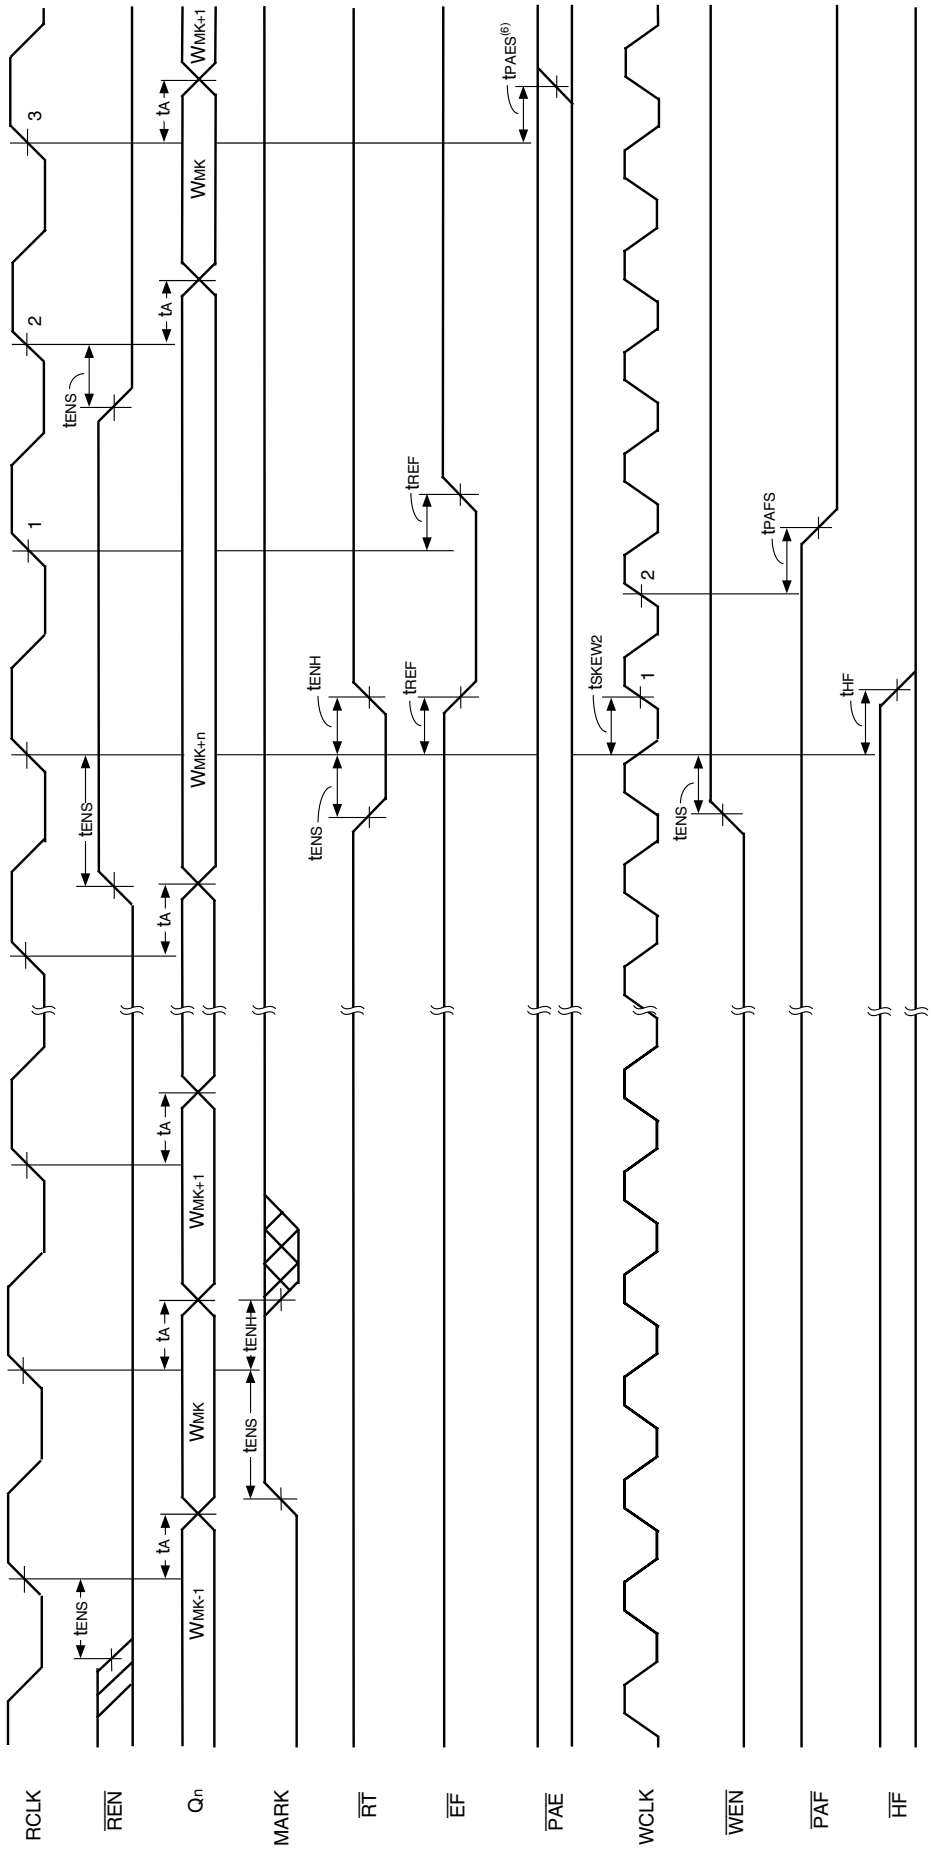 RCLK
1
2
3
tENS
tENS
tENS
REN
tA
tA
tA
tA
tA
tA
WMK-1
WMK
WMK+1
WMK+n
WMK
WMK+1
Qn
tENS
tENH
MARK
tENS
tENH
RT
tREF
tREF
EF
tPAES(6)
PAE
tSKEW2
1
2
WCLK
tENS
WEN
tPAFS
PAF
tHF
HF